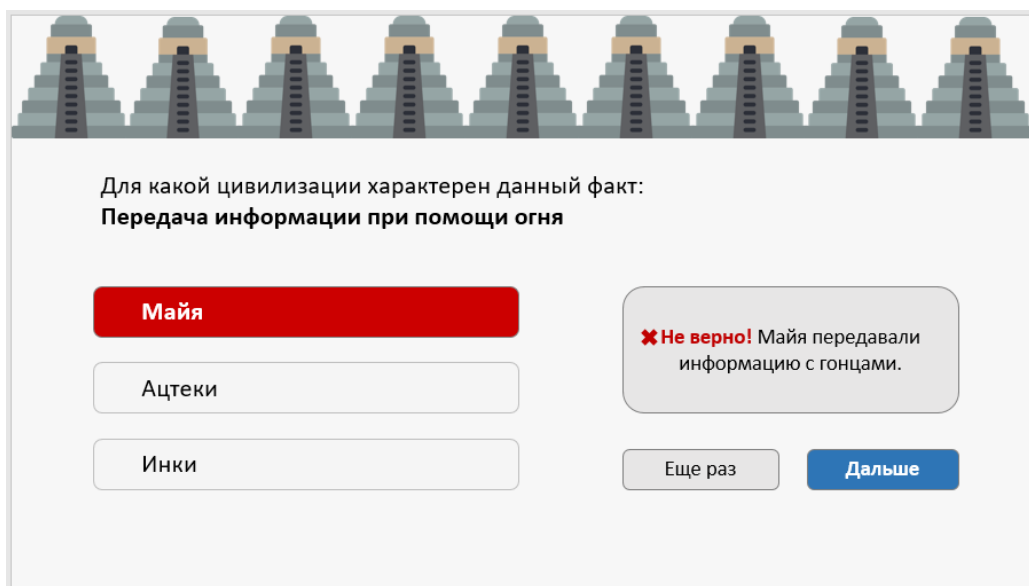 Для какой цивилизации характерен данный факт:
Передача информации при помощи огня
Майя
Ацтеки
Инки
✖Не верно! Майя передавали
информацию с гонцами.
Еще раз
Дальше